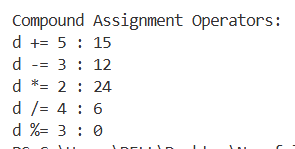 Compound Assignment Operators:
d += 5 : 15
d -= 3 : 12
d *= 2 : 24
d /= 4 : 6
d %= 3 : 0